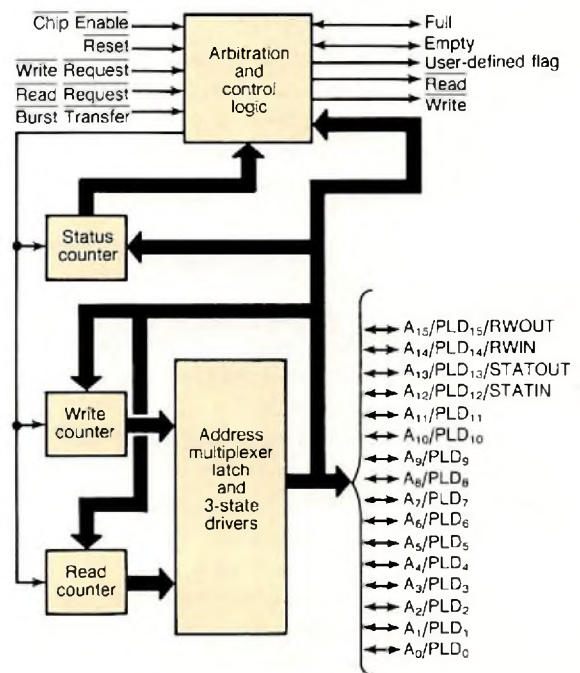 Chip Enable
Reset
Write Request
Read Request
Burst Transfer
Arbitration
and
control
logic
Full
Empty
User-defined flag
Read
Write
Status
counter
Write
counter
Read
counter
Address
multiplexer
latch
and
3-state
drivers
A₁₅/PLD₁₅/RWOUT
A₁₄/PLD₁₄/RWIN
A₁₃/PLD₁₃/STATOUT
A₁₂/PLD₁₂/STATIN
A₁₁/PLD₁₁
A₁₀/PLD₁₀
A₉/PLD₉
A₈/PLD₈
A₇/PLD₇
A₆/PLD₆
A₅/PLD₅
A₄/PLD₄
A₃/PLD₃
A₂/PLD₂
A₁/PLD₁
A₀/PLD₀